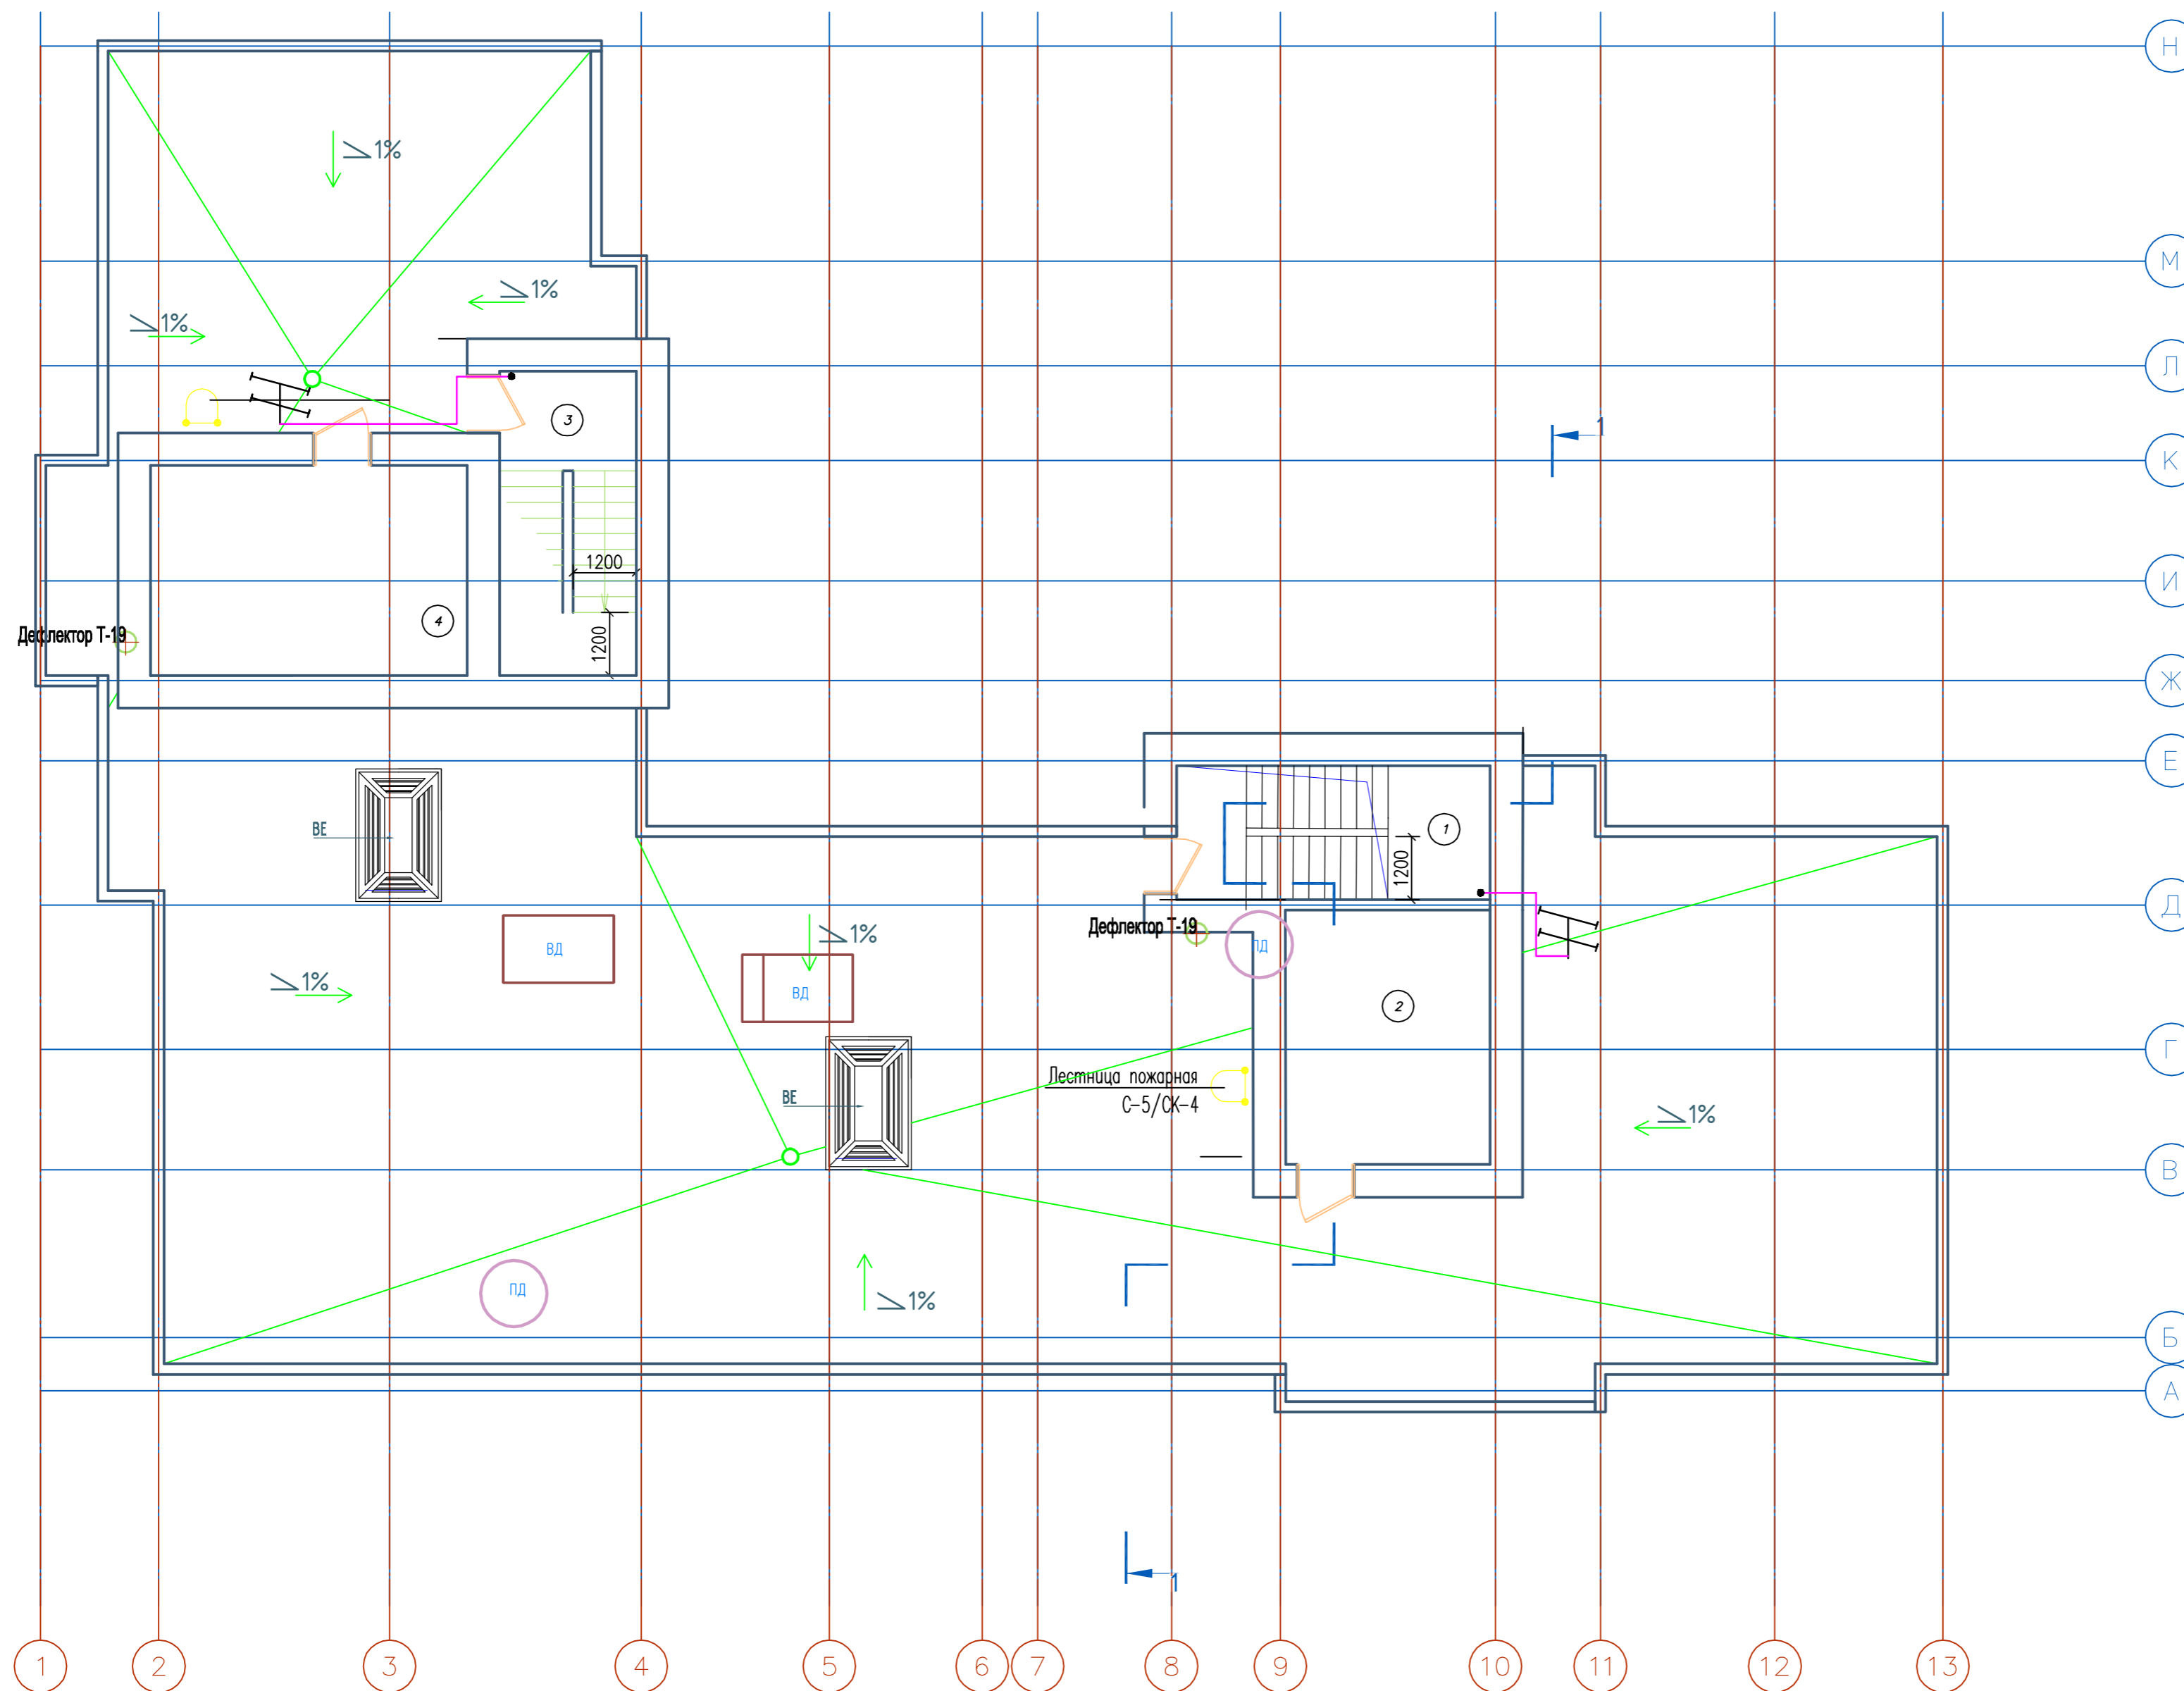 Н
1%
М
1%
1%
Л
3
1
К
1200
И
4
Дефлектор Т-19
1200
Ж
Е
ВЕ
1
1200
Д
Дефлектор Т-19
1%
ВД
ПД
1%
ВД
2
Г
Лестница пожарная
С-5/СК-4
ВЕ
1%
В
ПД
1%
Б
А
1
1 2 3 4 5 6 7 8 9 10 11 12 13